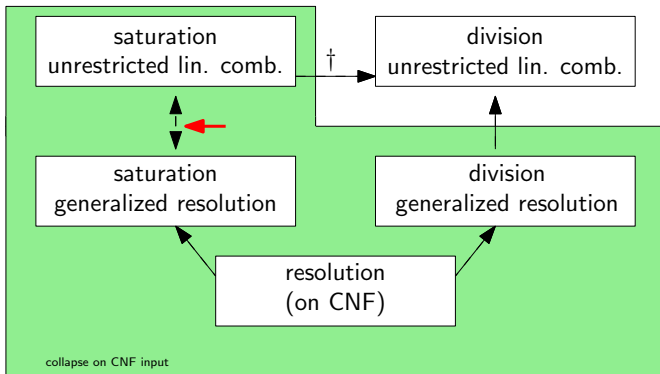 saturation
unrestricted lin. comb.
†
division
unrestricted lin. comb.
saturation
generalized resolution
division
generalized resolution
resolution
(on CNF)
collapse on CNF input